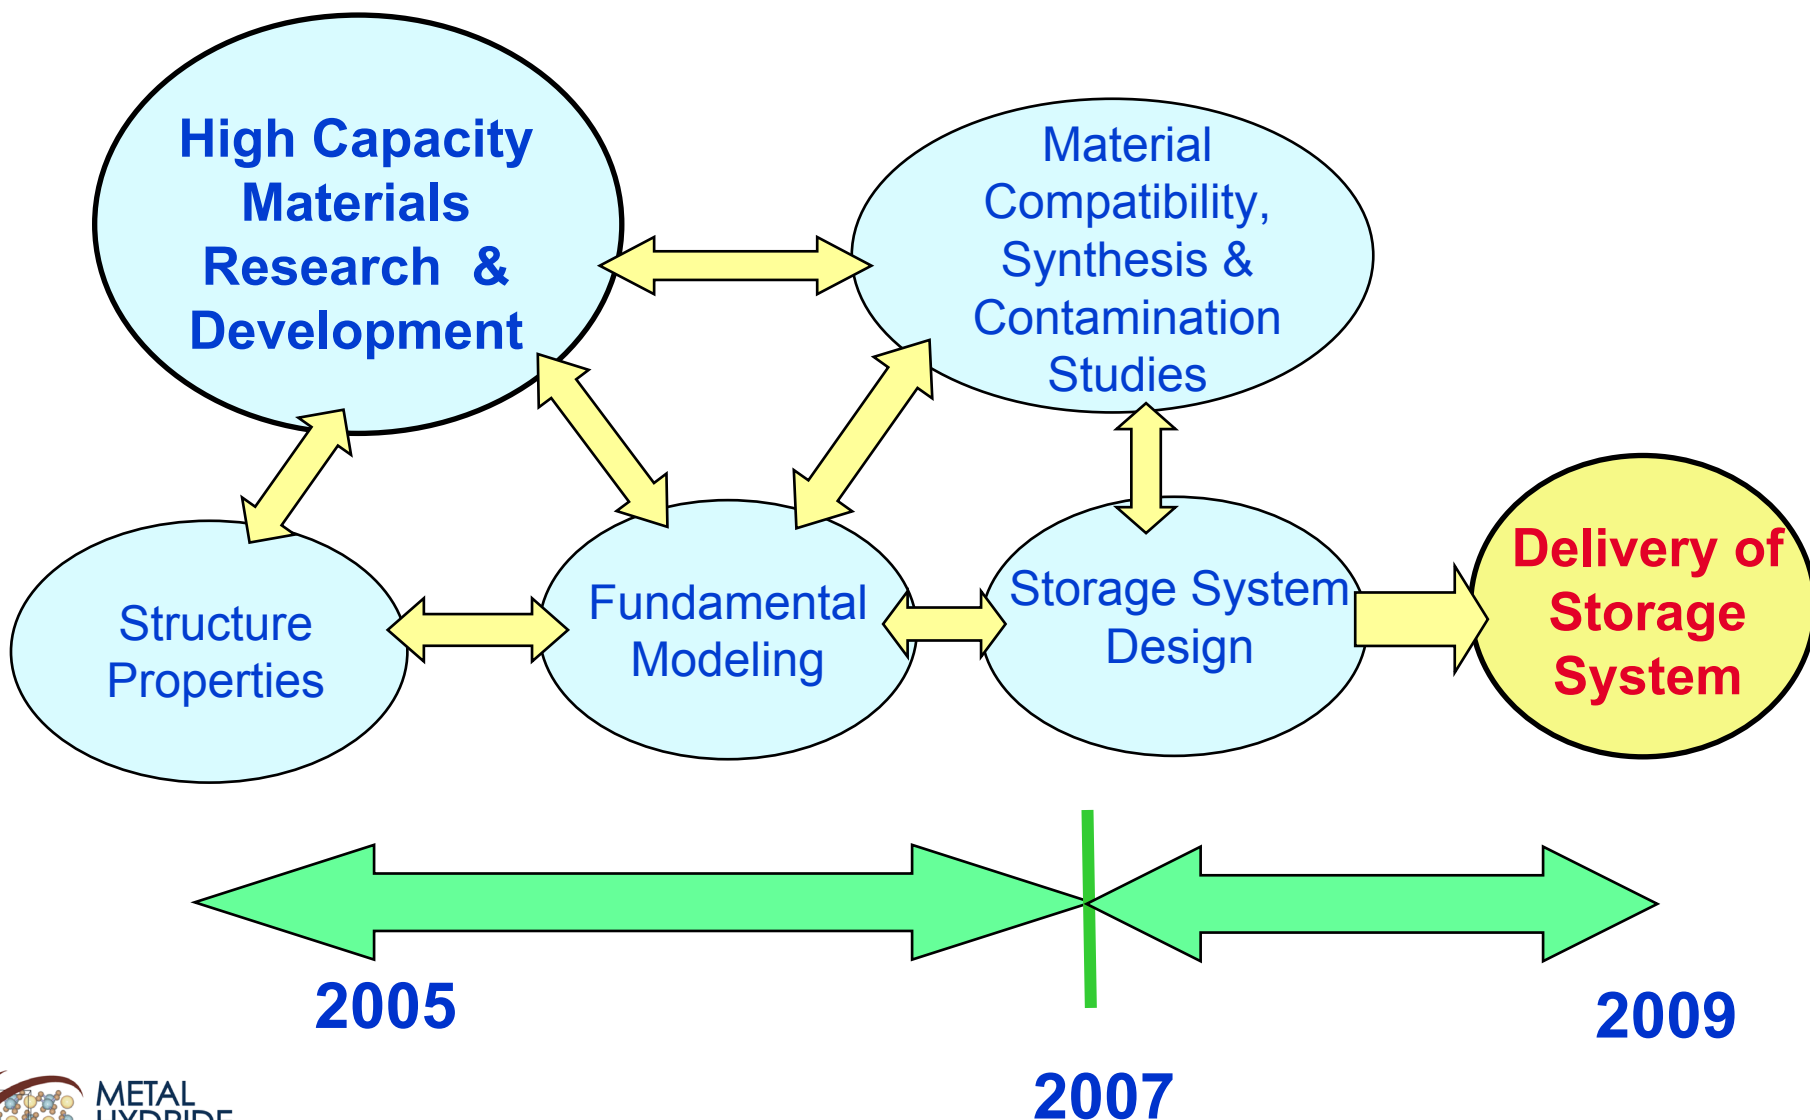 High Capacity
Materials
Research &
Development
Material
Compatibility,
Synthesis &
Contamination
Studies
Structure
Properties
Fundamental
Modeling
Storage System
Design
Delivery of
Storage
System
2005
2007
2009
METAL
HYDRIDE